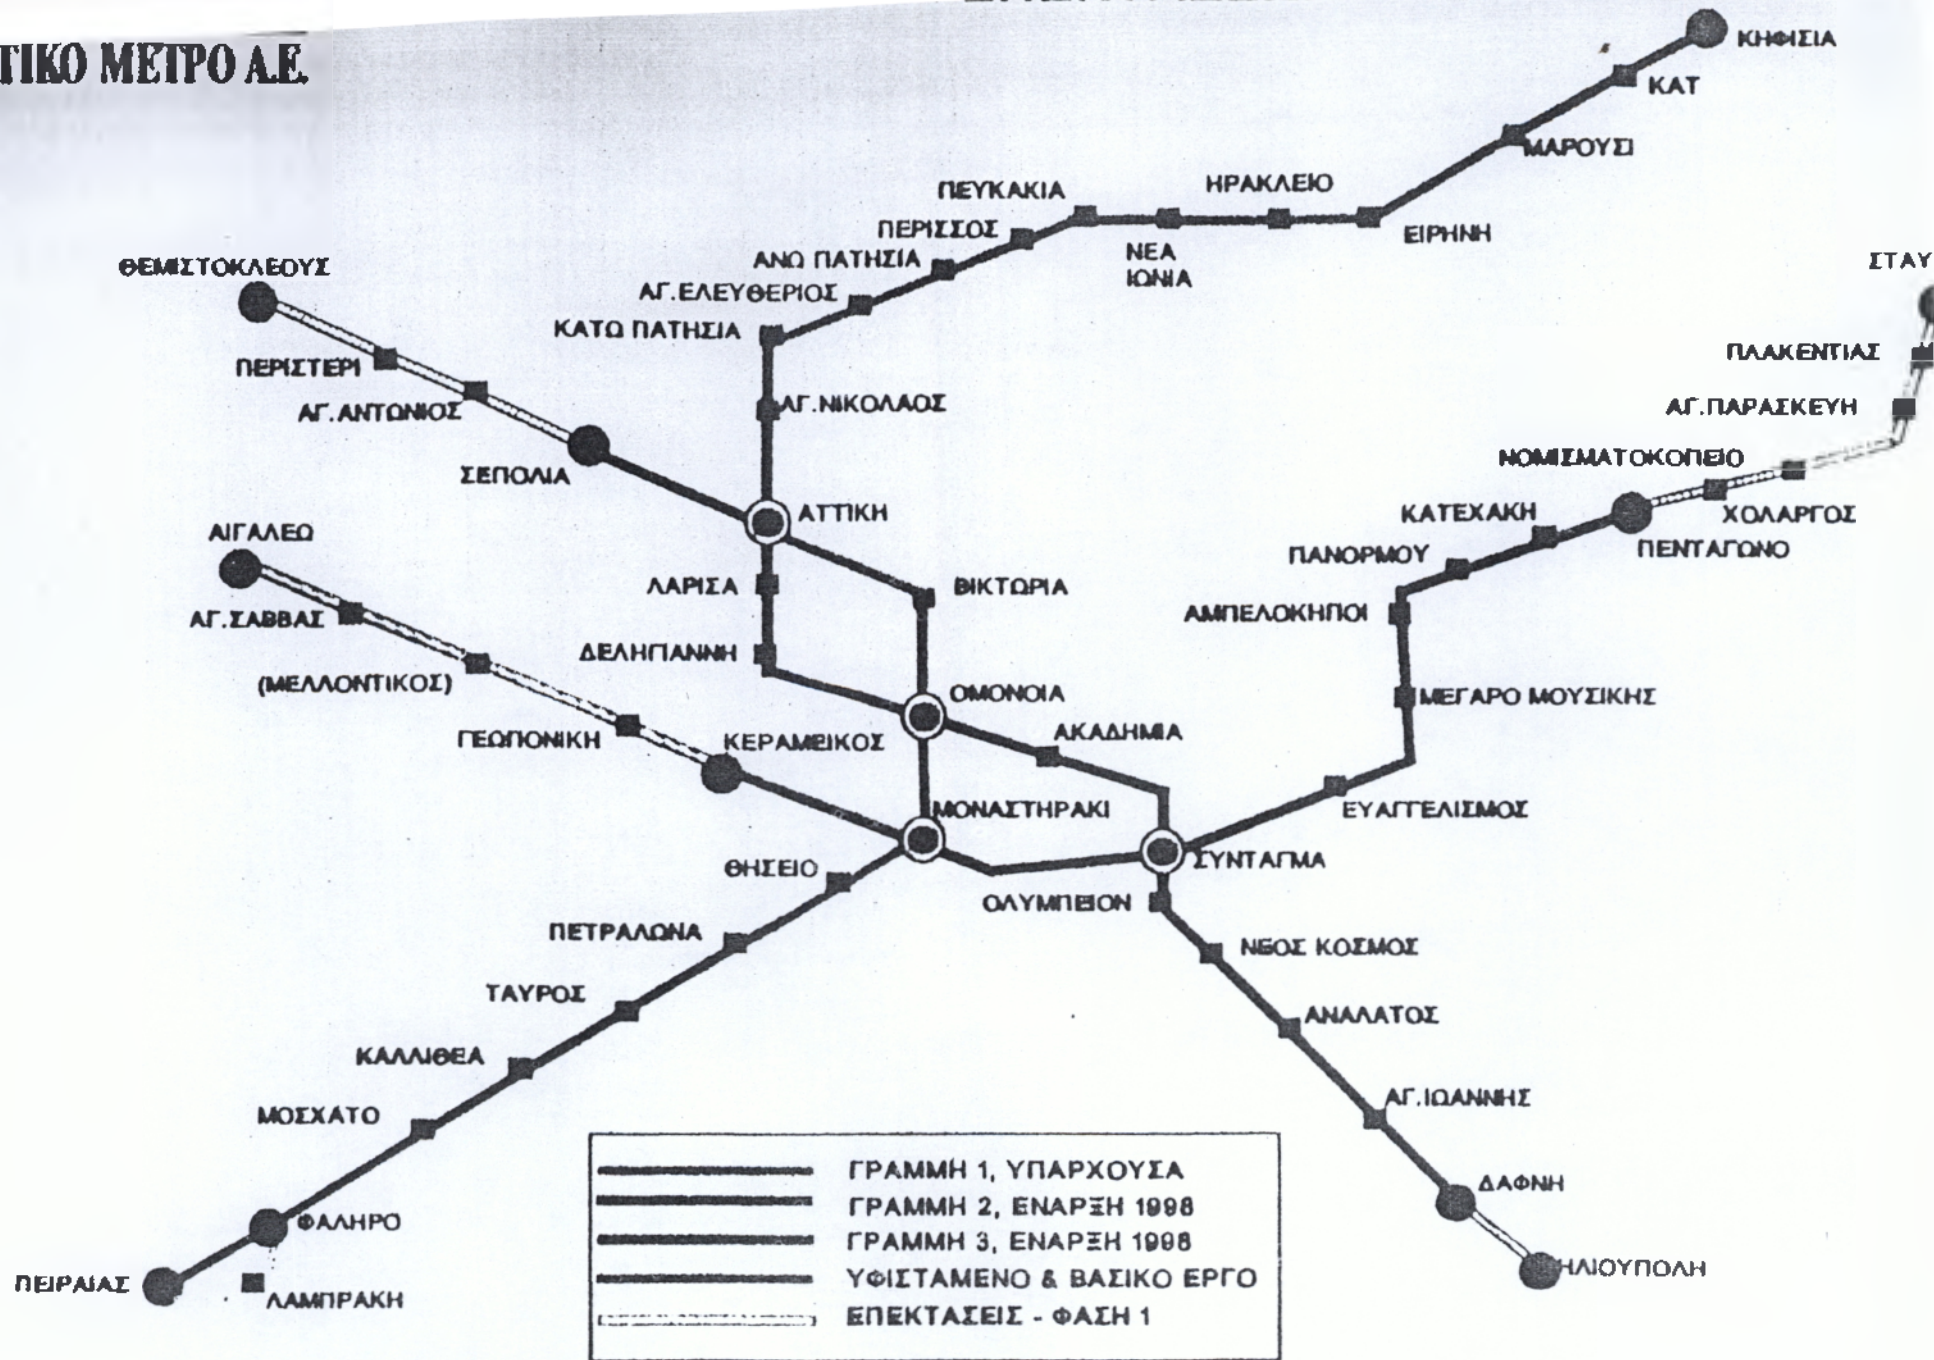 ΤΙΚΟ ΜΕΤΡΟ Α.Ε.
ΚΗΦΙΣΙΑ
ΚΑΤ
ΜΑΡΟΥΣΙ
ΗΡΑΚΛΕΙΟ
ΠΕΥΚΑΚΙΑ
ΕΙΡΗΝΗ
ΠΕΡΙΣΣΟΣ
ΝΕΑ
ΙΩΝΙΑ
ΑΝΩ ΠΑΤΗΣΙΑ
ΣΤΑΥ
ΘΕΜΙΣΤΟΚΛΕΟΥΣ
ΑΓ.ΕΛΕΥΘΕΡΙΟΣ
ΚΑΤΩ ΠΑΤΗΣΙΑ
ΠΛΑΚΕΝΤΙΑΣ
ΠΕΡΙΣΤΕΡΙ
ΑΓ.ΑΝΤΩΝΙΟΣ
ΑΓ.ΝΙΚΟΛΑΟΣ
ΑΓ.ΠΑΡΑΣΚΕΥΗ
ΝΟΜΙΣΜΑΤΟΚΟΠΕΙΟ
ΣΕΠΟΛΙΑ
ΑΤΤΙΚΗ
ΚΑΤΕΧΑΚΗ
ΧΟΛΑΡΓΟΣ
ΑΙΓΑΛΕΩ
ΠΑΝΟΡΜΟΥ
ΠΕΝΤΑΓΩΝΟ
ΛΑΡΙΣΑ
ΒΙΚΤΩΡΙΑ
ΑΜΠΕΛΟΚΗΠΟΙ
ΑΓ.ΣΑΒΒΑΣ
ΔΕΛΗΓΙΑΝΝΗ
(ΜΕΛΛΟΝΤΙΚΟΣ)
ΟΜΟΝΟΙΑ
ΜΕΓΑΡΟ ΜΟΥΣΙΚΗΣ
ΓΕΩΠΟΝΙΚΗ
ΚΕΡΑΜΕΙΚΟΣ
ΑΚΑΔΗΜΙΑ
ΜΟΝΑΣΤΗΡΑΚΙ
ΕΥΑΓΓΕΛΙΣΜΟΣ
ΘΗΣΕΙΟ
ΣΥΝΤΑΓΜΑ
ΟΛΥΜΠΕΙΟΝ
ΠΕΤΡΑΛΩΝΑ
ΝΕΟΣ ΚΟΣΜΟΣ
ΤΑΥΡΟΣ
ΑΝΑΛΑΤΟΣ
ΚΑΛΛΙΘΕΑ
ΑΓ.ΙΩΑΝΝΗΣ
ΜΟΣΧΑΤΟ
ΔΑΦΝΗ
ΦΑΛΗΡΟ
ΗΛΙΟΥΠΟΛΗ
ΠΕΙΡΑΙΑΣ
ΛΑΜΠΡΑΚΗ
ΓΡΑΜΜΗ 1, ΥΠΑΡΧΟΥΣΑ
ΓΡΑΜΜΗ 2, ΕΝΑΡΞΗ 1998
ΓΡΑΜΜΗ 3, ΕΝΑΡΞΗ 1998
ΥΦΙΣΤΑΜΕΝΟ & ΒΑΣΙΚΟ ΕΡΓΟ
ΕΠΕΚΤΑΣΕΙΣ - ΦΑΣΗ 1